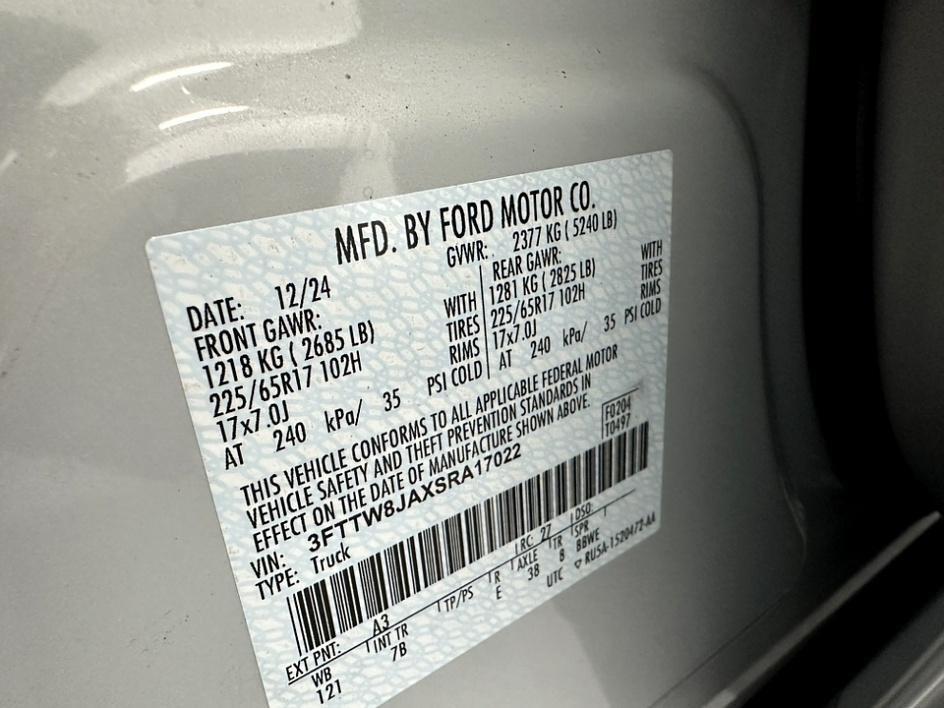 MFD. BY FORD MOTOR CO.
DATE: 12/24 GVWR: 2377 KG ( 5240 LB)
FRONT GAWR: REAR GAWR:
1218 KG ( 2685 LB) WITH 1281 KG ( 2825 LB) WITH
225/65R17 102H TIRES 225/65R17 102H TIRES
17x7.0J RIMS 17x7.0J RIMS
AT 240 kPa/ 35 PSI COLD AT 240 kPa/ 35 PSI COLD
THIS VEHICLE CONFORMS TO ALL APPLICABLE FEDERAL MOTOR
VEHICLE SAFETY AND THEFT PREVENTION STANDARDS IN
EFFECT ON THE DATE OF MANUFACTURE SHOWN ABOVE.
F0204
T0497
VIN: 3FTTW8JAXSRA17022
TYPE: Truck
EXT PNT: A3 RC: 27 DSO:
WB INT TR TP/PS R AXLE TR SPR
121 7B E 38 B BBWE
UTC ▽ RU5A-1520472-AA